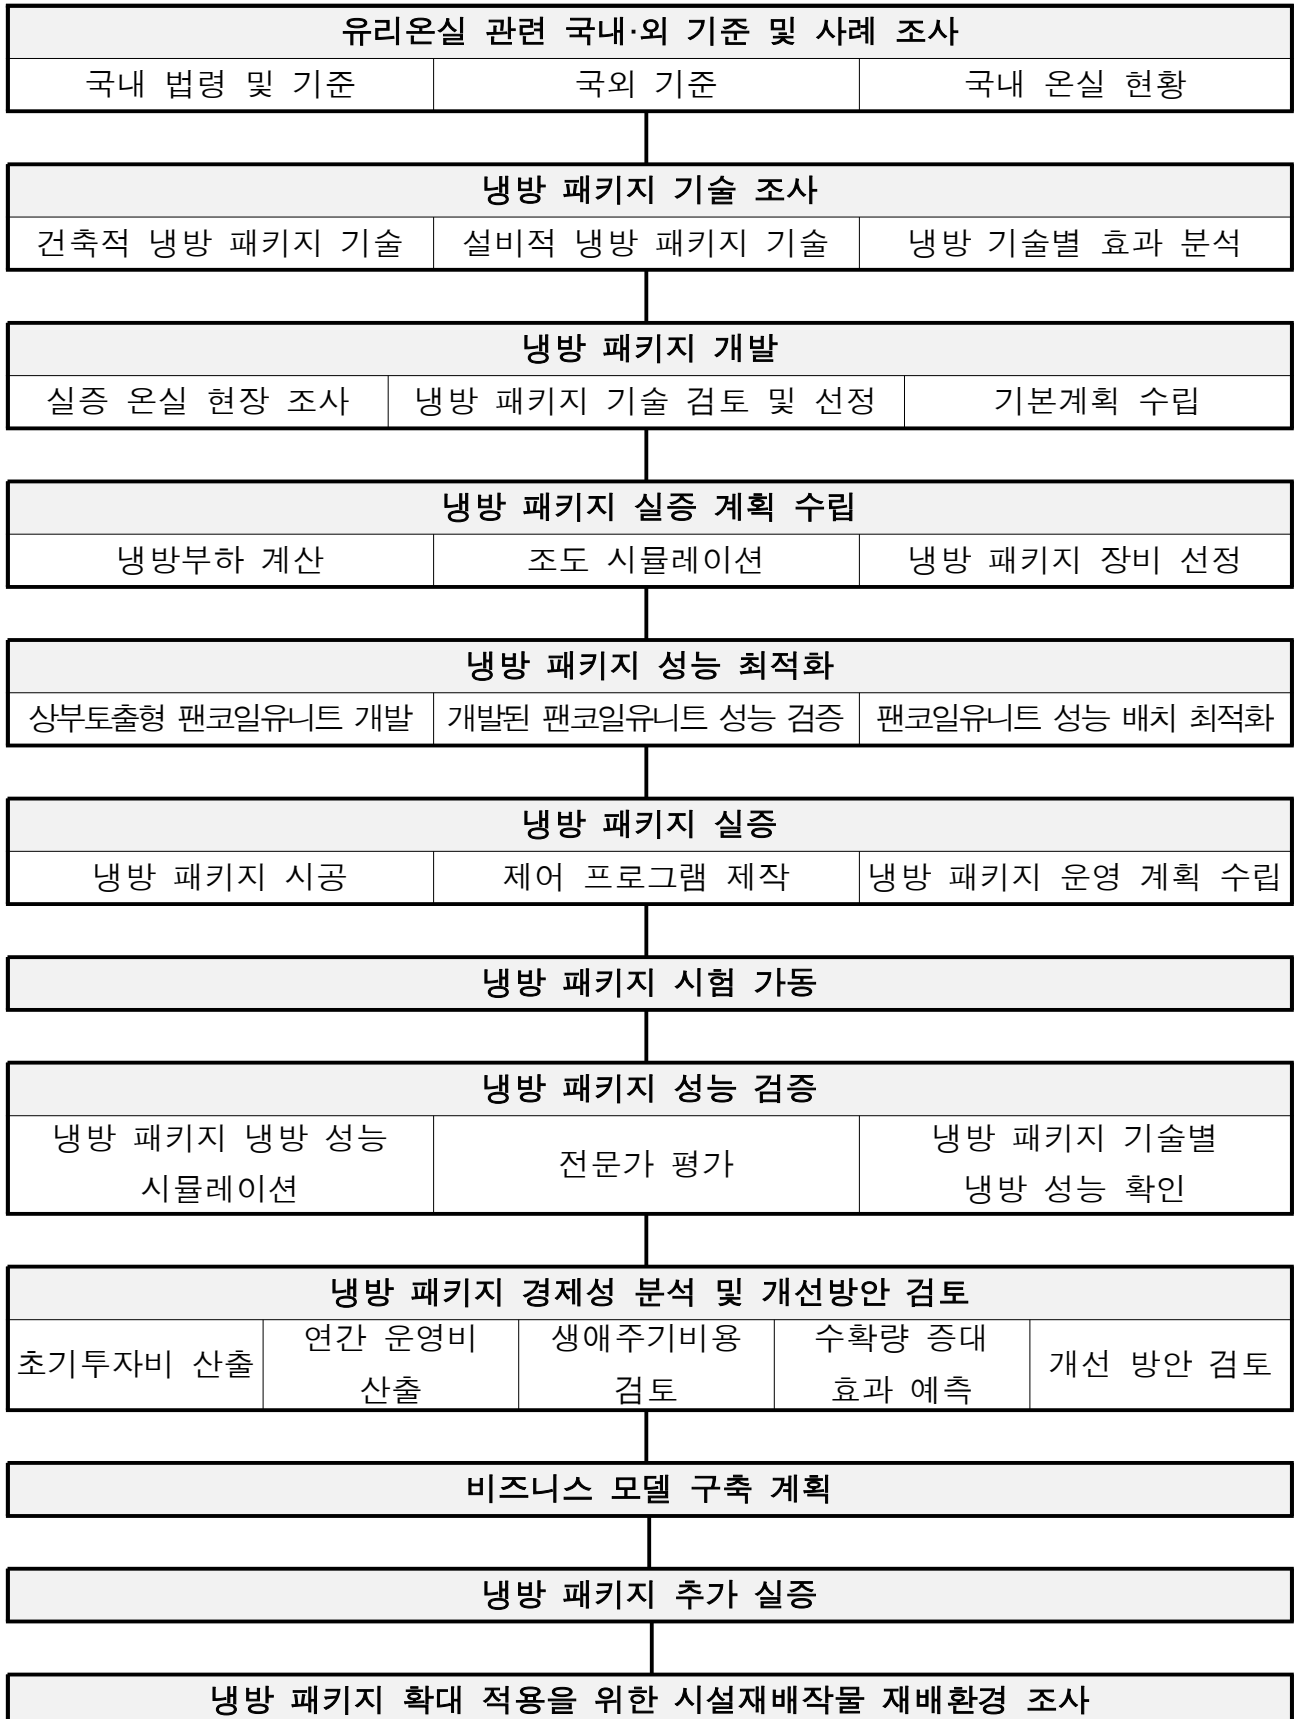 유리온실 관련 국내·외 기준 및 사례 조사
국내 법령 및 기준
국외 기준
국내 온실 현황
냉방 패키지 기술 조사
건축적 냉방 패키지 기술
설비적 냉방 패키지 기술
냉방 기술별 효과 분석
냉방 패키지 개발
실증 온실 현장 조사
냉방 패키지 기술 검토 및 선정
기본계획 수립
냉방 패키지 실증 계획 수립
냉방부하 계산
조도 시뮬레이션
냉방 패키지 장비 선정
냉방 패키지 성능 최적화
상부토출형 팬코일유니트 개발
개발된 팬코일유니트 성능 검증
팬코일유니트 성능 배치 최적화
냉방 패키지 실증
냉방 패키지 시공
제어 프로그램 제작
냉방 패키지 운영 계획 수립
냉방 패키지 시험 가동
냉방 패키지 성능 검증
냉방 패키지 냉방 성능
시뮬레이션
전문가 평가
냉방 패키지 기술별
냉방 성능 확인
냉방 패키지 경제성 분석 및 개선방안 검토
초기투자비 산출
연간 운영비
산출
생애주기비용
검토
수확량 증대
효과 예측
개선 방안 검토
비즈니스 모델 구축 계획
냉방 패키지 추가 실증
냉방 패키지 확대 적용을 위한 시설재배작물 재배환경 조사